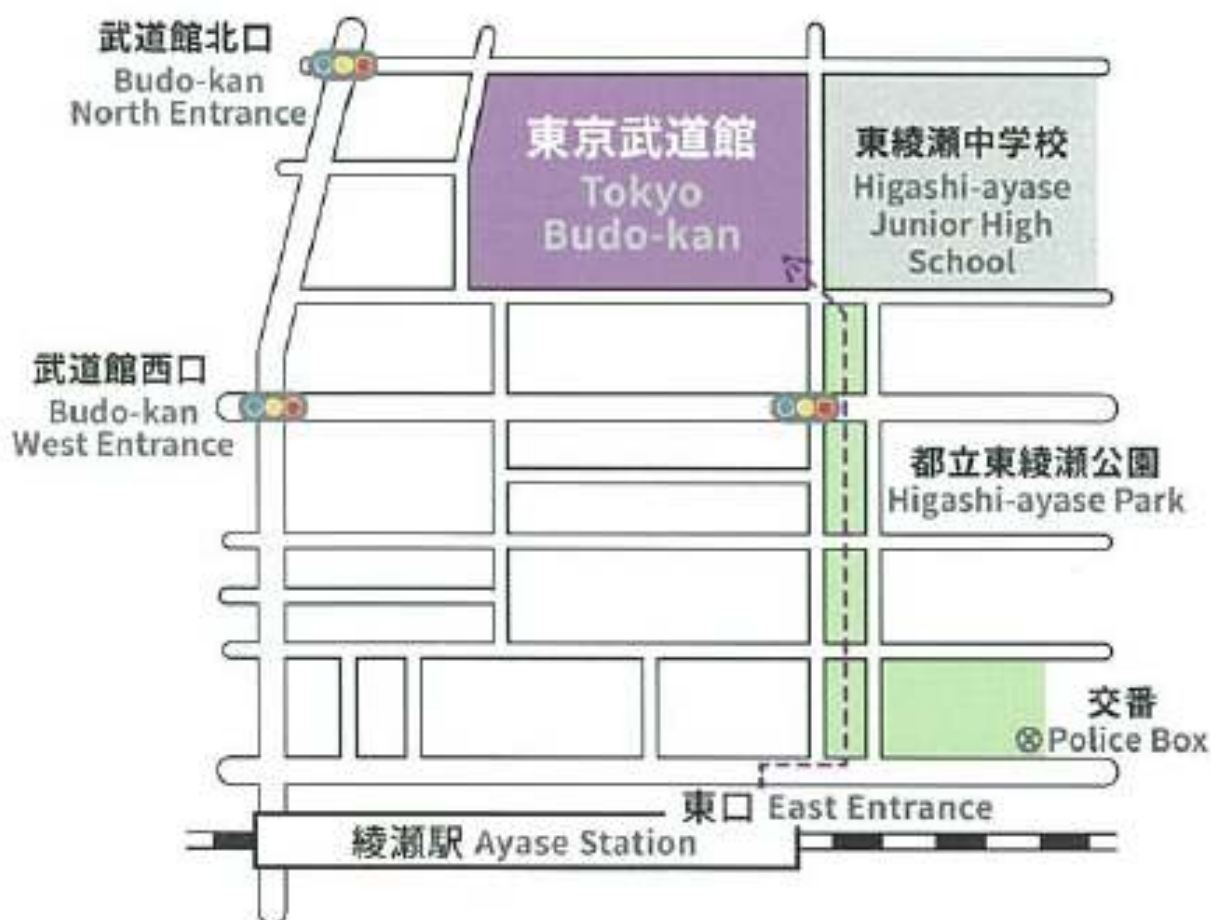 武道館北口
Budo-kan
North Entrance
東京武道館
Tokyo
Budo-kan
東綾瀬中学校
Higashi-ayase
Junior High
School
武道館西口
Budo-kan
West Entrance
都立東綾瀬公園
Higashi-ayase Park
交番
Police Box
東口 East Entrance
綾瀬駅 Ayase Station